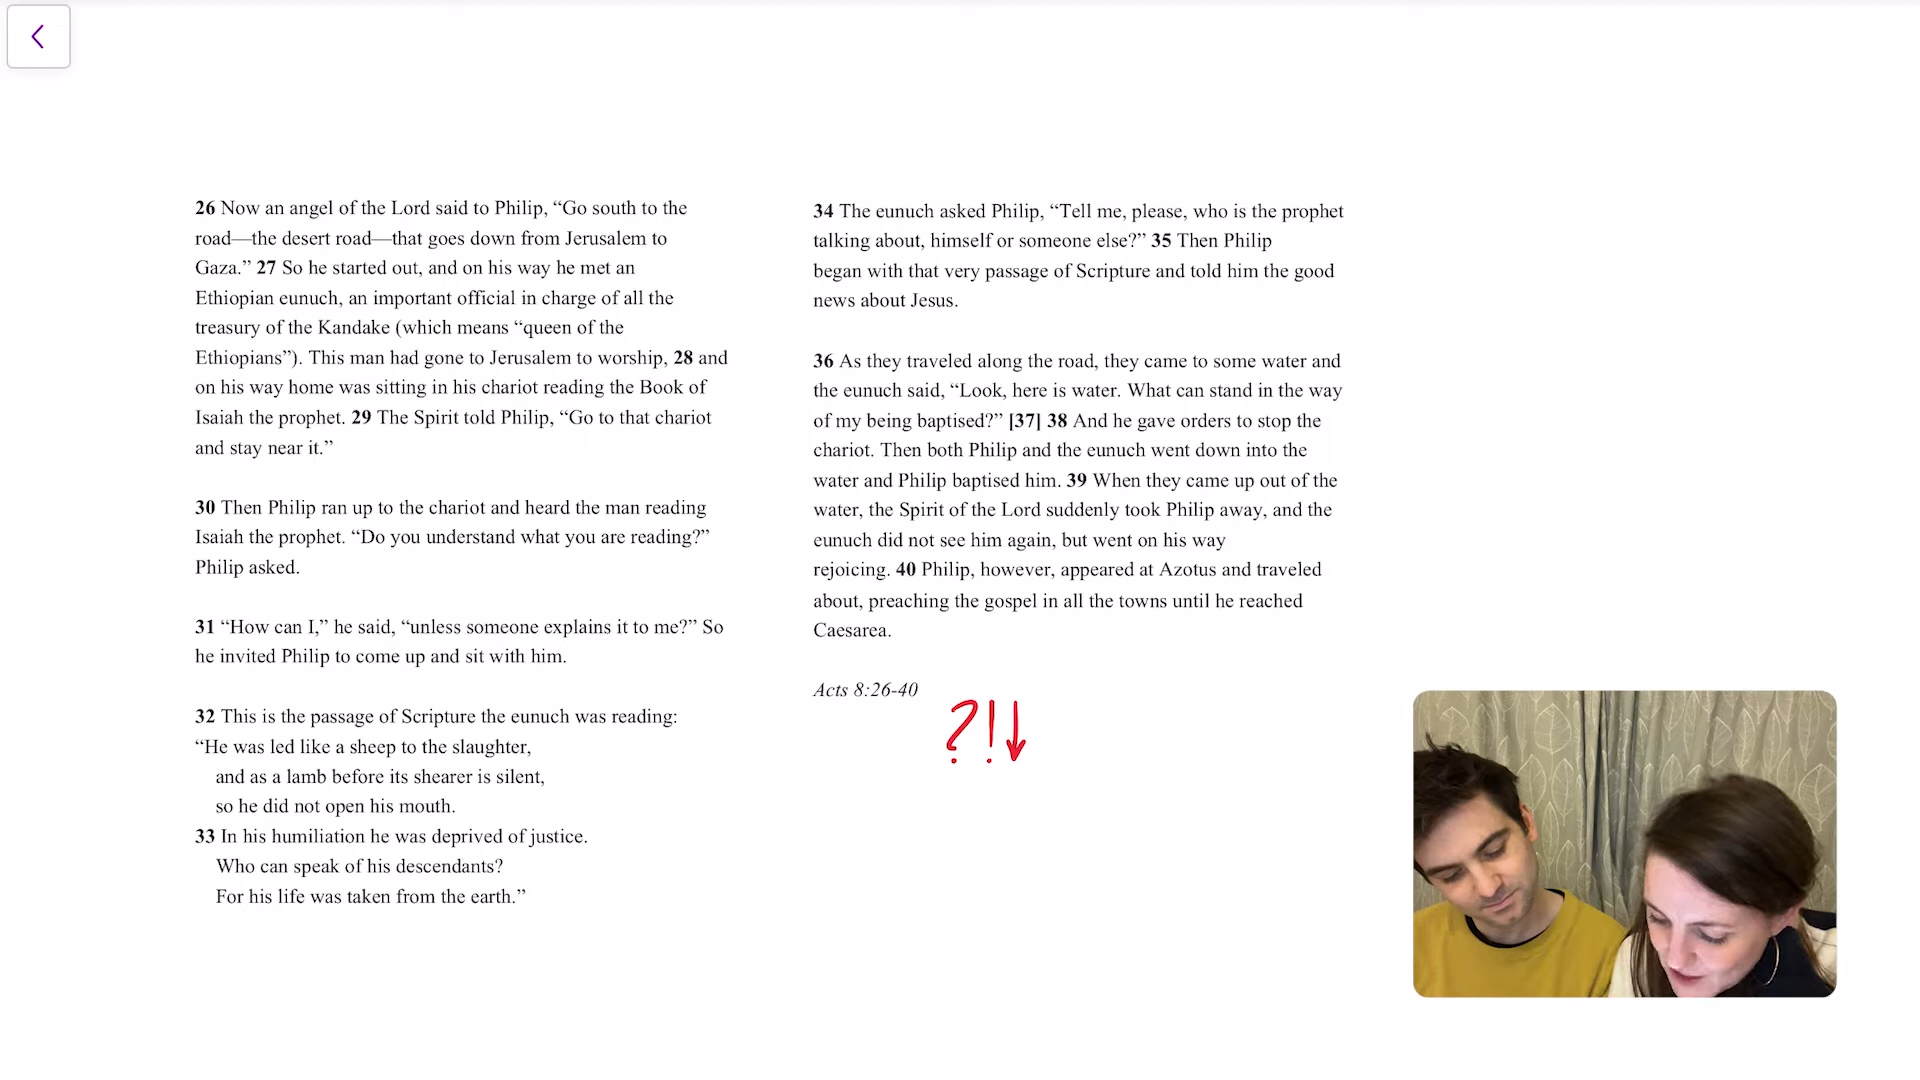 26 Now an angel of the Lord said to Philip, “Go south to the
road—the desert road—that goes down from Jerusalem to
Gaza.” 27 So he started out, and on his way he met an
Ethiopian eunuch, an important official in charge of all the
treasury of the Kandake (which means “queen of the
Ethiopians”). This man had gone to Jerusalem to worship, 28 and
on his way home was sitting in his chariot reading the Book of
Isaiah the prophet. 29 The Spirit told Philip, “Go to that chariot
and stay near it.”
30 Then Philip ran up to the chariot and heard the man reading
Isaiah the prophet. “Do you understand what you are reading?”
Philip asked.
31 “How can I,” he said, “unless someone explains it to me?” So
he invited Philip to come up and sit with him.
32 This is the passage of Scripture the eunuch was reading:
“He was led like a sheep to the slaughter,
and as a lamb before its shearer is silent,
so he did not open his mouth.
33 In his humiliation he was deprived of justice.
Who can speak of his descendants?
For his life was taken from the earth.”
34 The eunuch asked Philip, “Tell me, please, who is the prophet
talking about, himself or someone else?” 35 Then Philip
began with that very passage of Scripture and told him the good
news about Jesus.
36 As they traveled along the road, they came to some water and
the eunuch said, “Look, here is water. What can stand in the way
of my being baptised?” [37] 38 And he gave orders to stop the
chariot. Then both Philip and the eunuch went down into the
water and Philip baptised him. 39 When they came up out of the
water, the Spirit of the Lord suddenly took Philip away, and the
eunuch did not see him again, but went on his way
rejoicing. 40 Philip, however, appeared at Azotus and traveled
about, preaching the gospel in all the towns until he reached
Caesarea.
Acts 8:26-40
?!↓